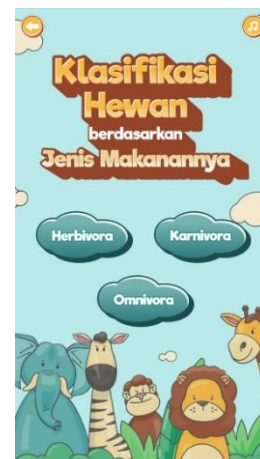 Klasifikasi
Hewan
berdasarkan
Jenis Makanannya
Herbivora
Karnivora
Omnivora